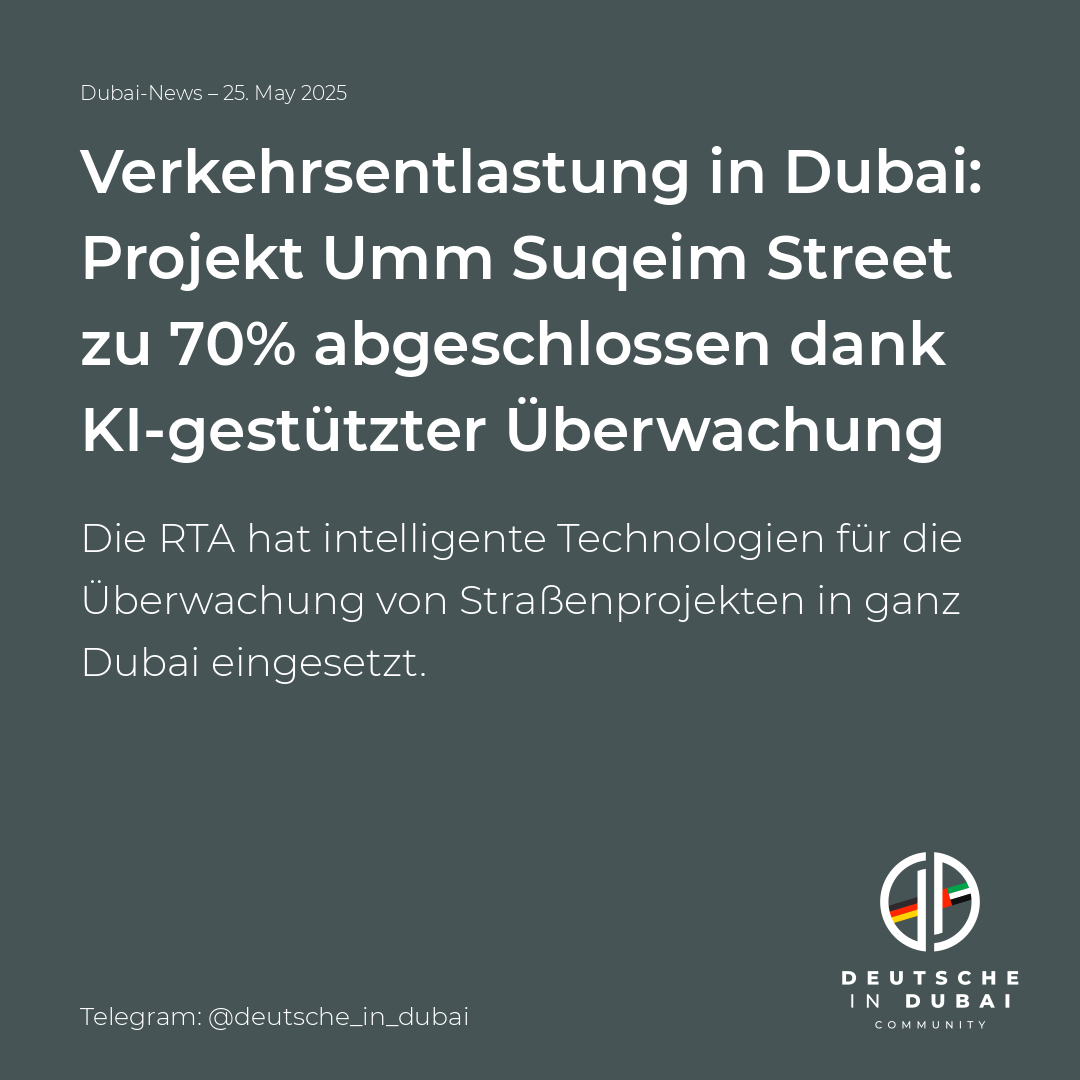 Dubai-News – 25. May 2025
Verkehrsentlastung in Dubai:
Projekt Umm Suqeim Street
zu 70% abgeschlossen dank
KI-gestützter Überwachung
Die RTA hat intelligente Technologien für die
Überwachung von Straßenprojekten in ganz
Dubai eingesetzt.
DEUTSCHE
IN DUBAI
COMMUNITY
Telegram: @deutsche_in_dubai